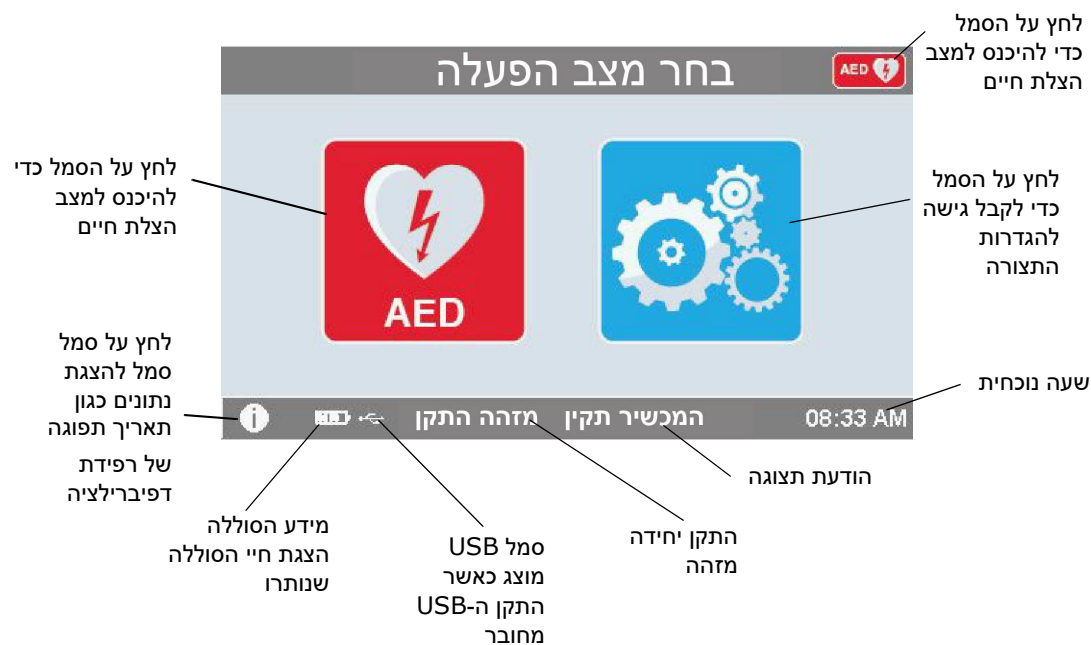 לחץ על הסמל
כדי להיכנס למצב
הצלת חיים
בחר מצב הפעלה
AED
לחץ על הסמל כדי
להיכנס למצב
הצלת חיים
AED
לחץ על הסמל
כדי לקבל גישה
להגדרות
התצורה
לחץ על סמל
סמל להצגת
נתונים כגון
תאריך תפוגה
של רפידת
דפיברילציה
שעה נוכחית
08:33 AM
המכשיר תקין
מזהה התקן
i
הודעת תצוגה
התקן יחידה
מזהה
סמל USB
מוצג כאשר
התקן ה-USB
מחובר
מידע הסוללה
הצגת חיי הסוללה
שנותרו